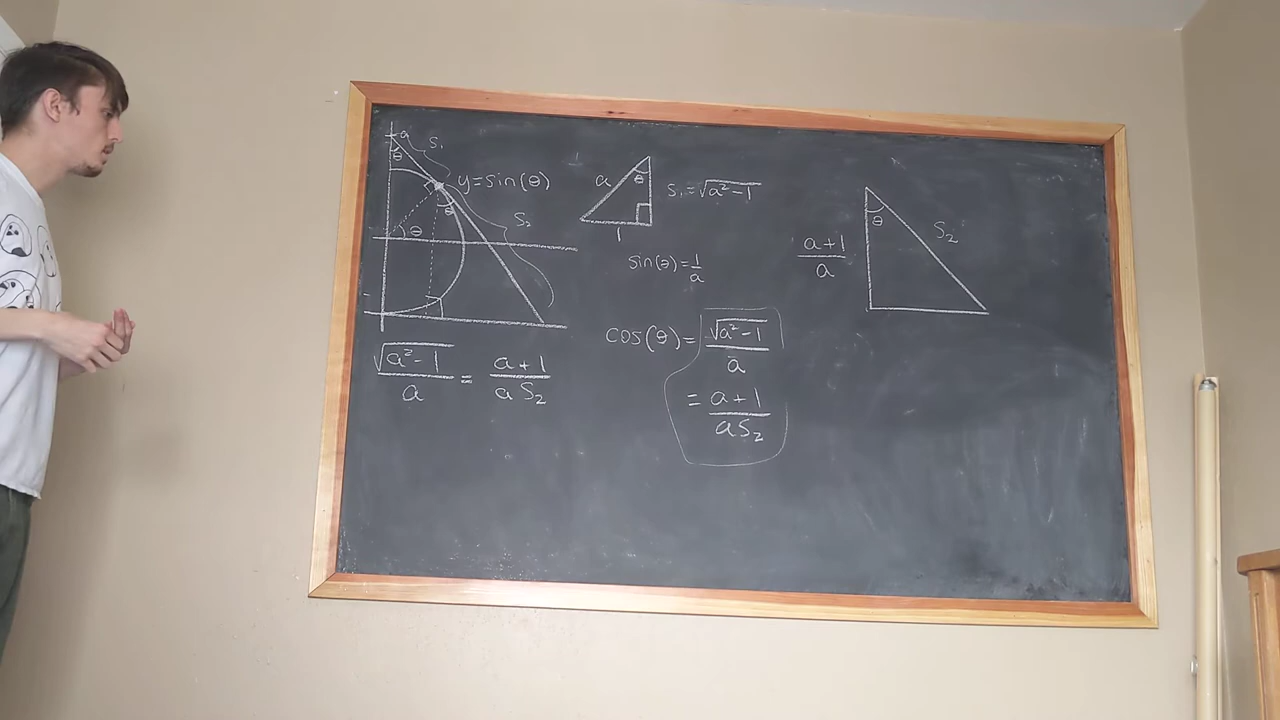 a
S₁
θ
y=sin(θ)
θ
S₂
θ
a
θ
1
S₁=√(a²-1)
sin(θ)=1/a
cos(θ)=√(a²-1)/a
=(a+1)/(aS₂)
(a+1)/a
θ
S₂
√(a²-1)/a = (a+1)/(aS₂)